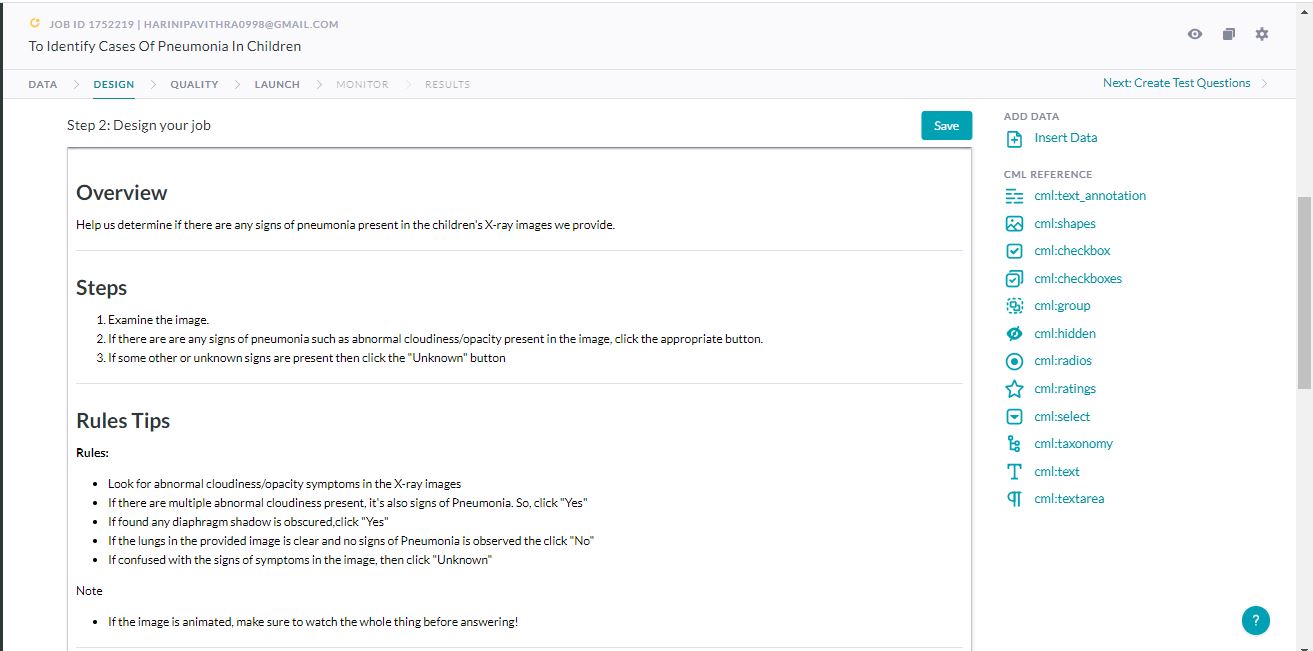 JOB ID 1752219 | HARINIPAVITHRA0998@GMAIL.COM
To Identify Cases Of Pneumonia In Children
DATA > DESIGN > QUALITY > LAUNCH > MONITOR > RESULTS
Next: Create Test Questions >
Step 2: Design your job
Save
Overview
Help us determine if there are any signs of pneumonia present in the children's X-ray images we provide.
Steps
1. Examine the image.
2. If there are are any signs of pneumonia such as abnormal cloudiness/opacity present in the image, click the appropriate button.
3. If some other or unknown signs are present then click the "Unknown" button
Rules Tips
Rules:
• Look for abnormal cloudiness/opacity symptoms in the X-ray images
• If there are multiple abnormal cloudiness present, it's also signs of Pneumonia. So, click "Yes"
• If found any diaphragm shadow is obscured,click "Yes"
• If the lungs in the provided image is clear and no signs of Pneumonia is observed the click "No"
• If confused with the signs of symptoms in the image, then click "Unknown"
Note
• If the image is animated, make sure to watch the whole thing before answering!
ADD DATA
Insert Data
CML REFERENCE
cml:text_annotation
cml:shapes
cml:checkbox
cml:checkboxes
cml:group
cml:hidden
cml:radios
cml:ratings
cml:select
cml:taxonomy
cml:text
cml:textarea
?